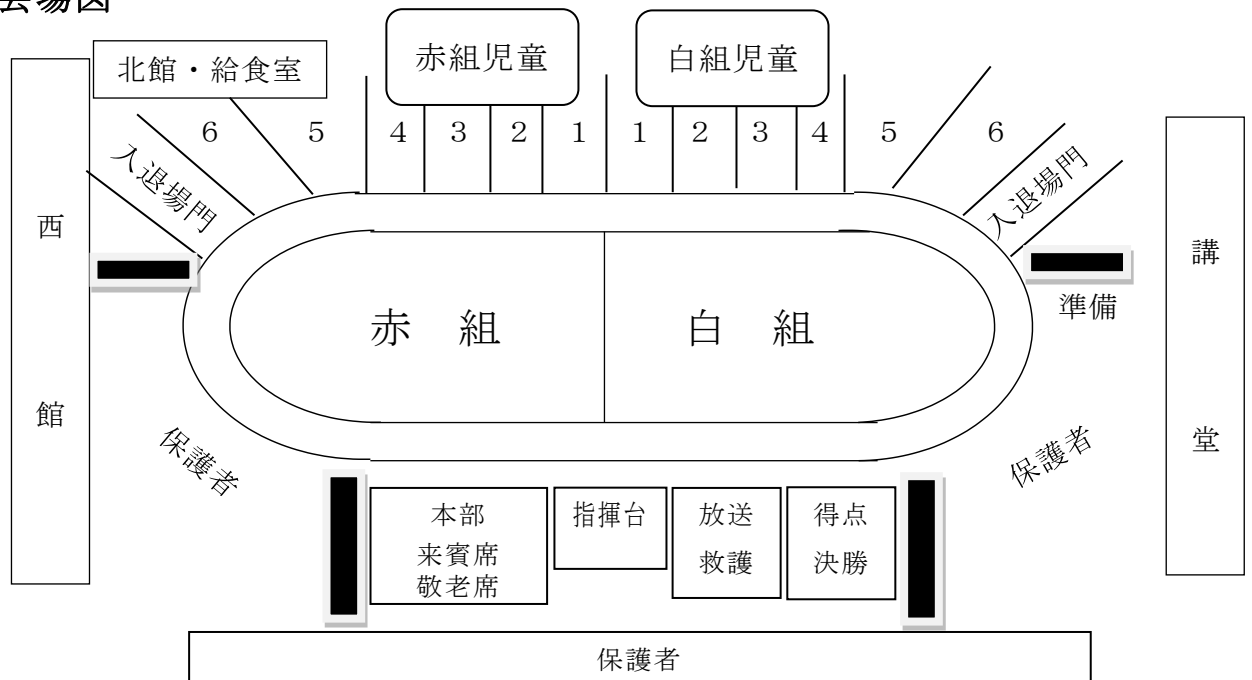 会場図
赤組児童
白組児童
北館・給食室
6
5
4
3
2
1
1
2
3
4
5
6
入退場門
入退場門
西館
講堂
準備
赤組
白組
保護者
保護者
本部
来賓席
敬老席
指揮台
放送
救護
得点
決勝
保護者